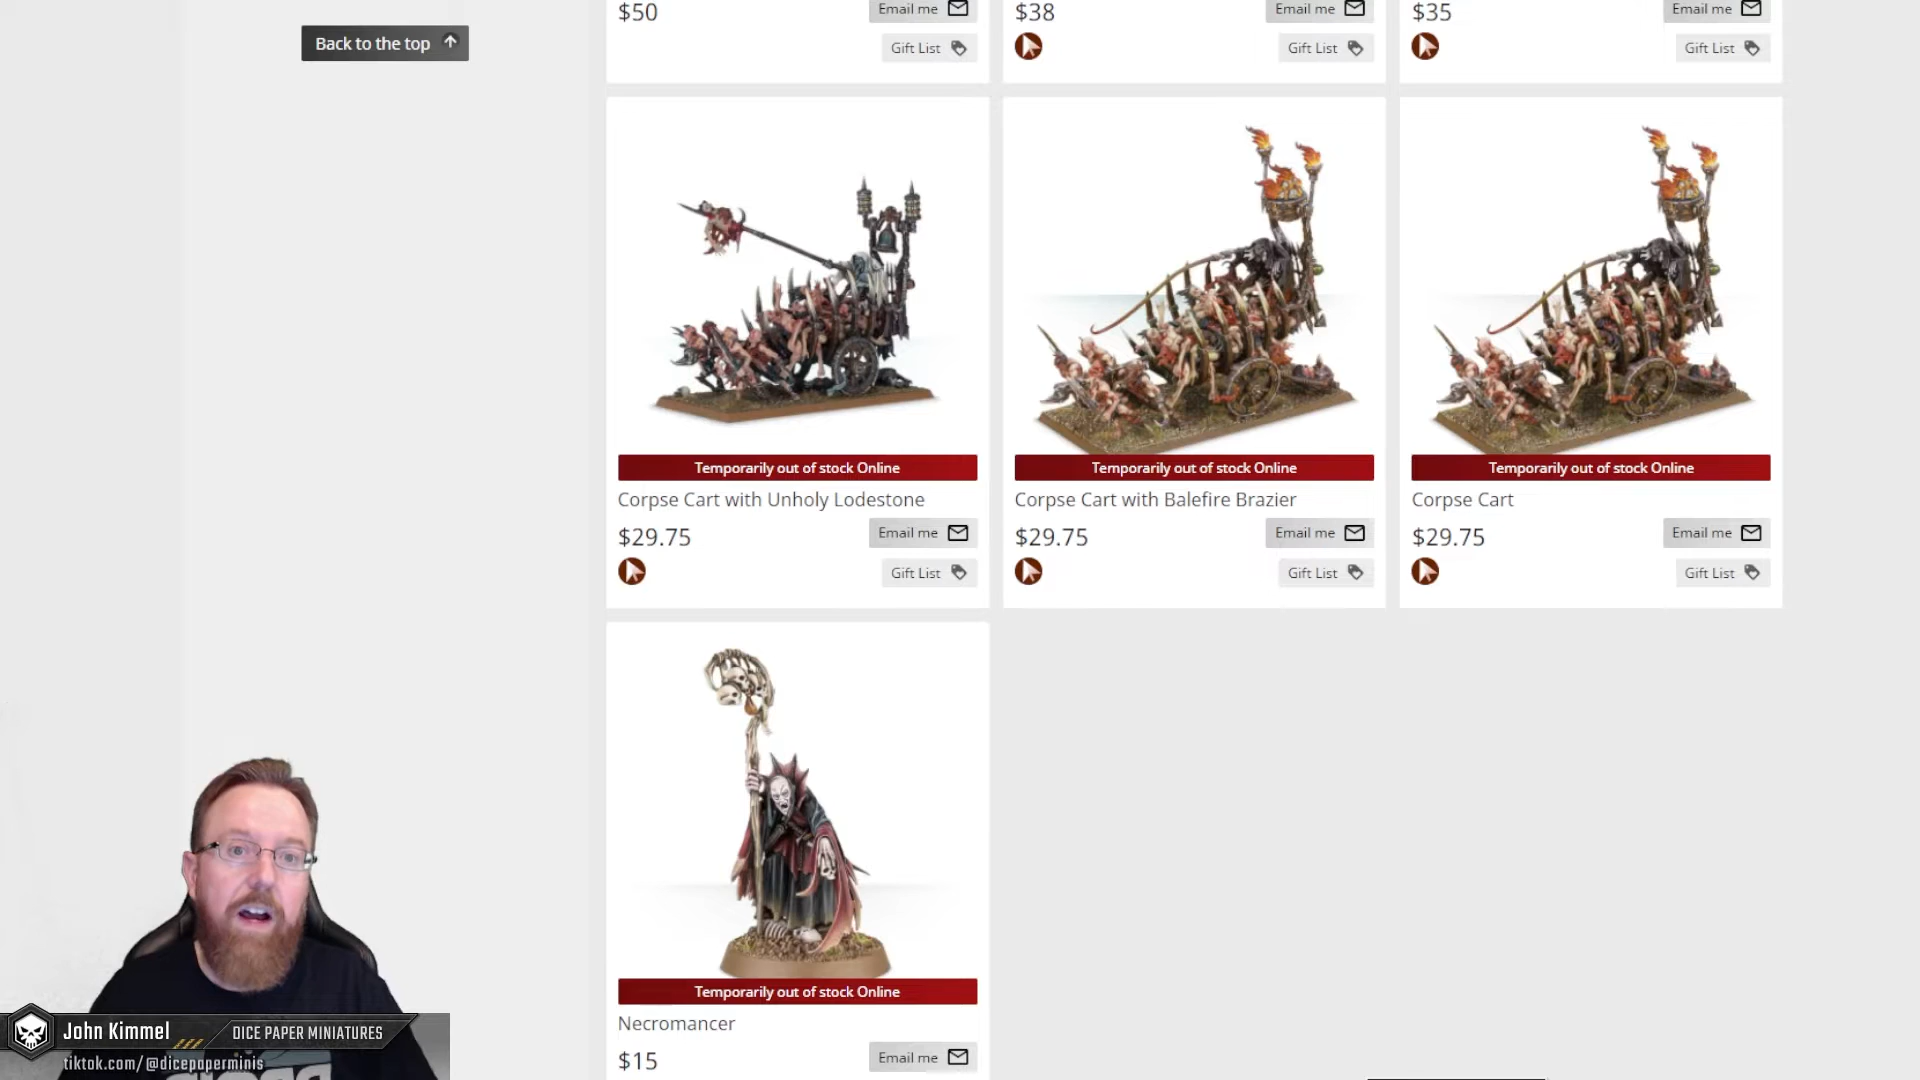 Back to the top
$50
Email me
Gift List
$38
Email me
Gift List
$35
Email me
Gift List
Temporarily out of stock Online
Corpse Cart with Unholy Lodestone
$29.75
Email me
Gift List
Temporarily out of stock Online
Corpse Cart with Balefire Brazier
$29.75
Email me
Gift List
Temporarily out of stock Online
Corpse Cart
$29.75
Email me
Gift List
Temporarily out of stock Online
Necromancer
$15
Email me
John Kimmel
DICE PAPER MINIATURES
tiktok.com/@dicepaperminis